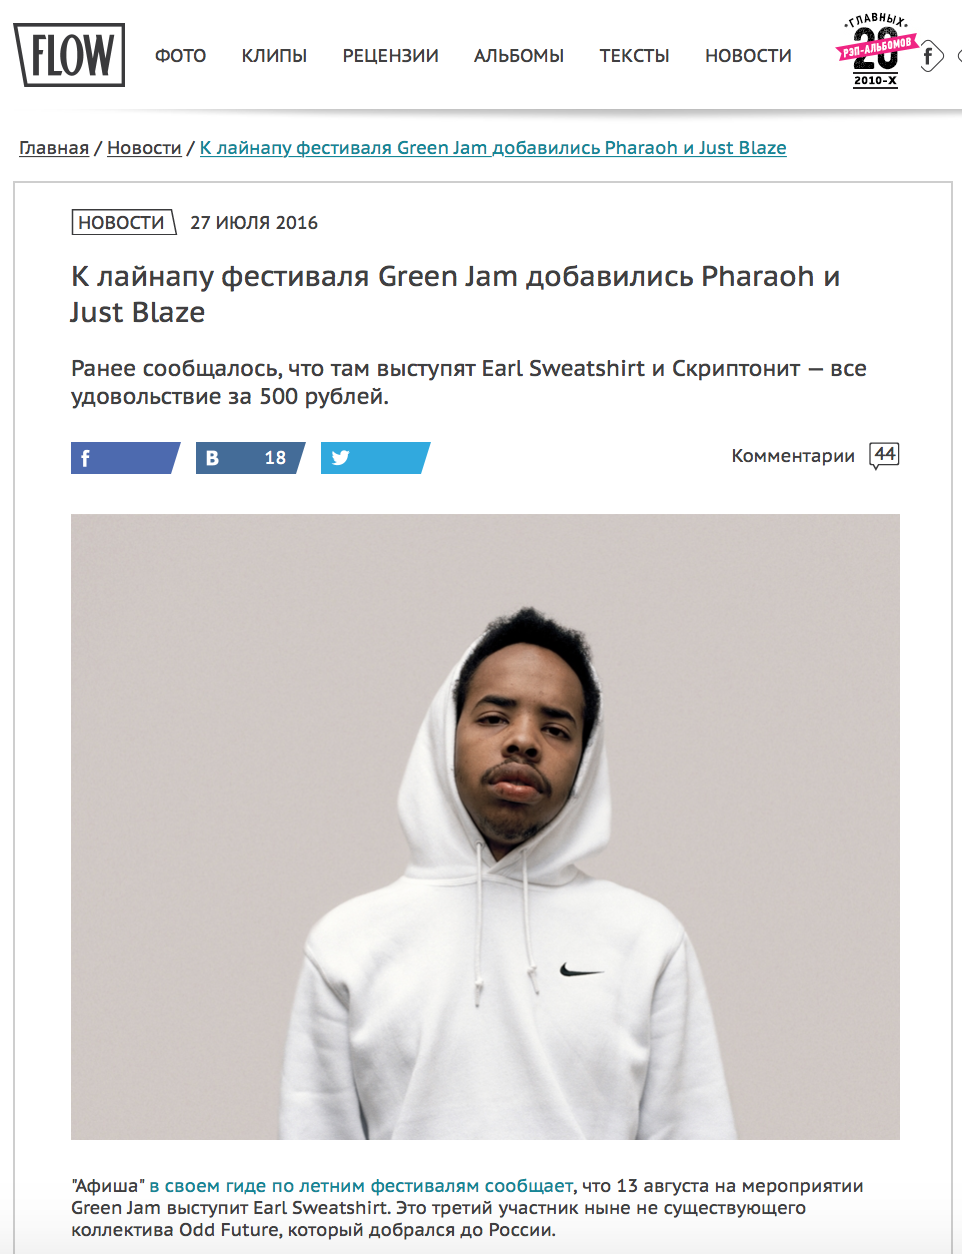 FLOW
ФОТО КЛИПЫ РЕЦЕНЗИИ АЛЬБОМЫ ТЕКСТЫ НОВОСТИ
ГЛАВНЫХ
20
РЭП-АЛЬБОМОВ
2010-Х
f
Главная / Новости / К лайнапу фестиваля Green Jam добавились Pharaoh и Just Blaze
НОВОСТИ 27 ИЮЛЯ 2016
К лайнапу фестиваля Green Jam добавились Pharaoh и
Just Blaze
Ранее сообщалось, что там выступят Earl Sweatshirt и Скриптонит — все
удовольствие за 500 рублей.
f В 18 Комментарии 44
"Афиша" в своем гиде по летним фестивалям сообщает, что 13 августа на мероприятии
Green Jam выступит Earl Sweatshirt. Это третий участник ныне не существующего
коллектива Odd Future, который добрался до России.